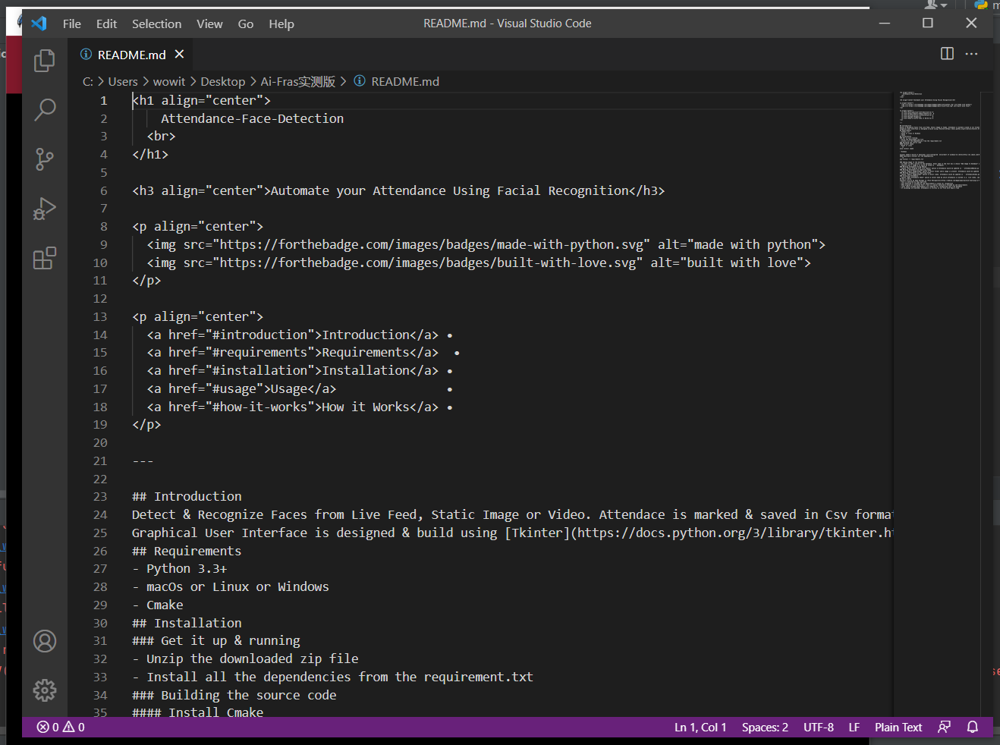 File Edit Selection View Go Help
README.md - Visual Studio Code
README.md
C: > Users > wowit > Desktop > Ai-Fras实测版 > README.md
1 <h1 align="center">
2 Attendance-Face-Detection
3 <br>
4 </h1>
5
6 <h3 align="center">Automate your Attendance Using Facial Recognition</h3>
7
8 <p align="center">
9 <img src="https://forthebadge.com/images/badges/made-with-python.svg" alt="made with python">
10 <img src="https://forthebadge.com/images/badges/built-with-love.svg" alt="built with love">
11 </p>
12
13 <p align="center">
14 <a href="#introduction">Introduction</a> •
15 <a href="#requirements">Requirements</a> •
16 <a href="#installation">Installation</a> •
17 <a href="#usage">Usage</a> •
18 <a href="#how-it-works">How it Works</a> •
19 </p>
20
21 ---
22
23 ## Introduction
24 Detect & Recognize Faces from Live Feed, Static Image or Video. Attendace is marked & saved in Csv forma
25 Graphical User Interface is designed & build using [Tkinter](https://docs.python.org/3/library/tkinter.h
26 ## Requirements
27 - Python 3.3+
28 - macOs or Linux or Windows
29 - Cmake
30 ## Installation
31 ### Get it up & running
32 - Unzip the downloaded zip file
33 - Install all the dependencies from the requirement.txt
34 ### Building the source code
35 #### Install Cmake
0 0
Ln 1, Col 1 Spaces: 2 UTF-8 LF Plain Text